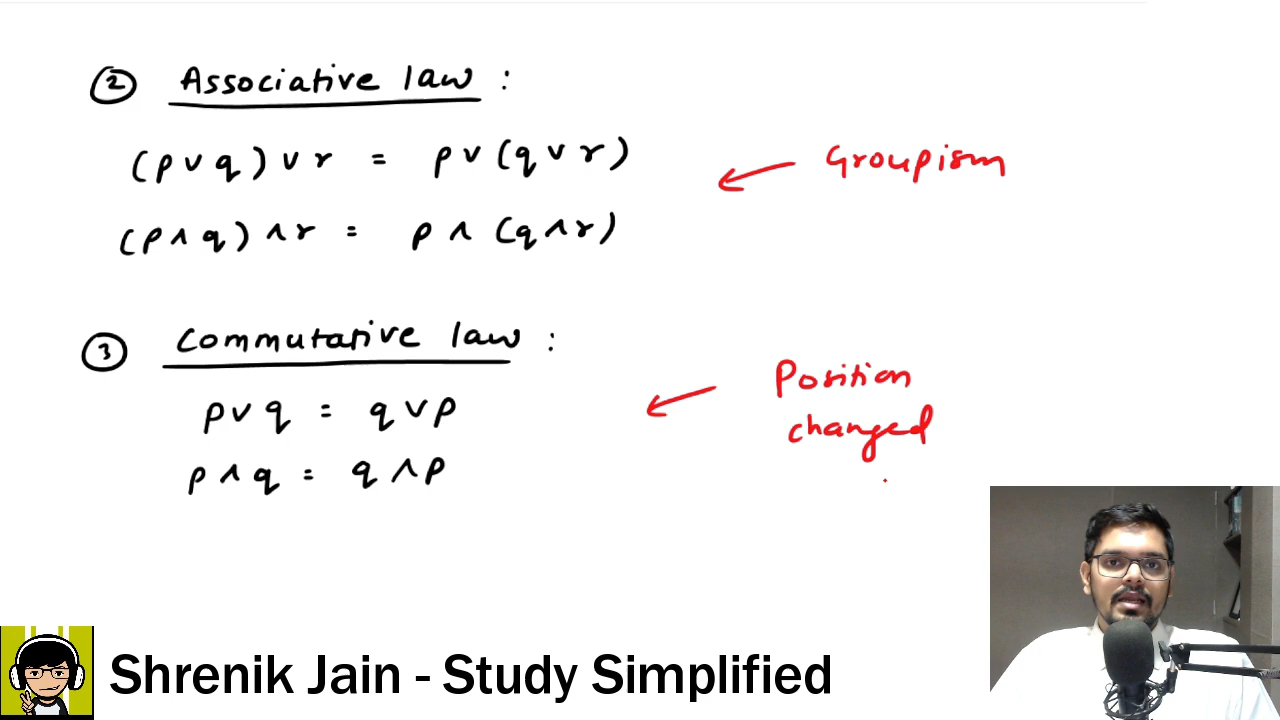 ② Associative law :
(p ∨ q) ∨ r = p ∨ (q ∨ r)
Groupism
(p ∧ q) ∧ r = p ∧ (q ∧ r)
③ Commutative law :
Position
changed
p ∨ q = q ∨ p
p ∧ q = q ∧ p
Shrenik Jain - Study Simplified